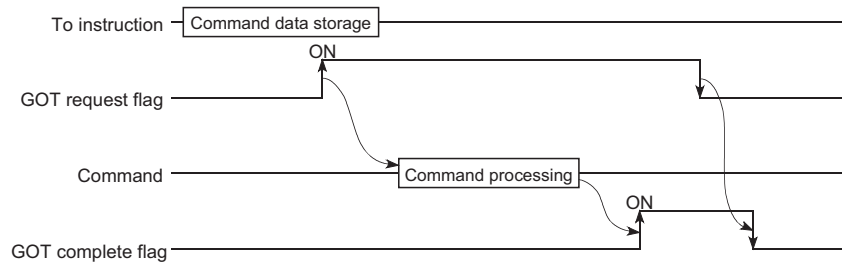 To instruction
Command data storage
ON
GOT request flag
Command
Command processing
ON
GOT complete flag